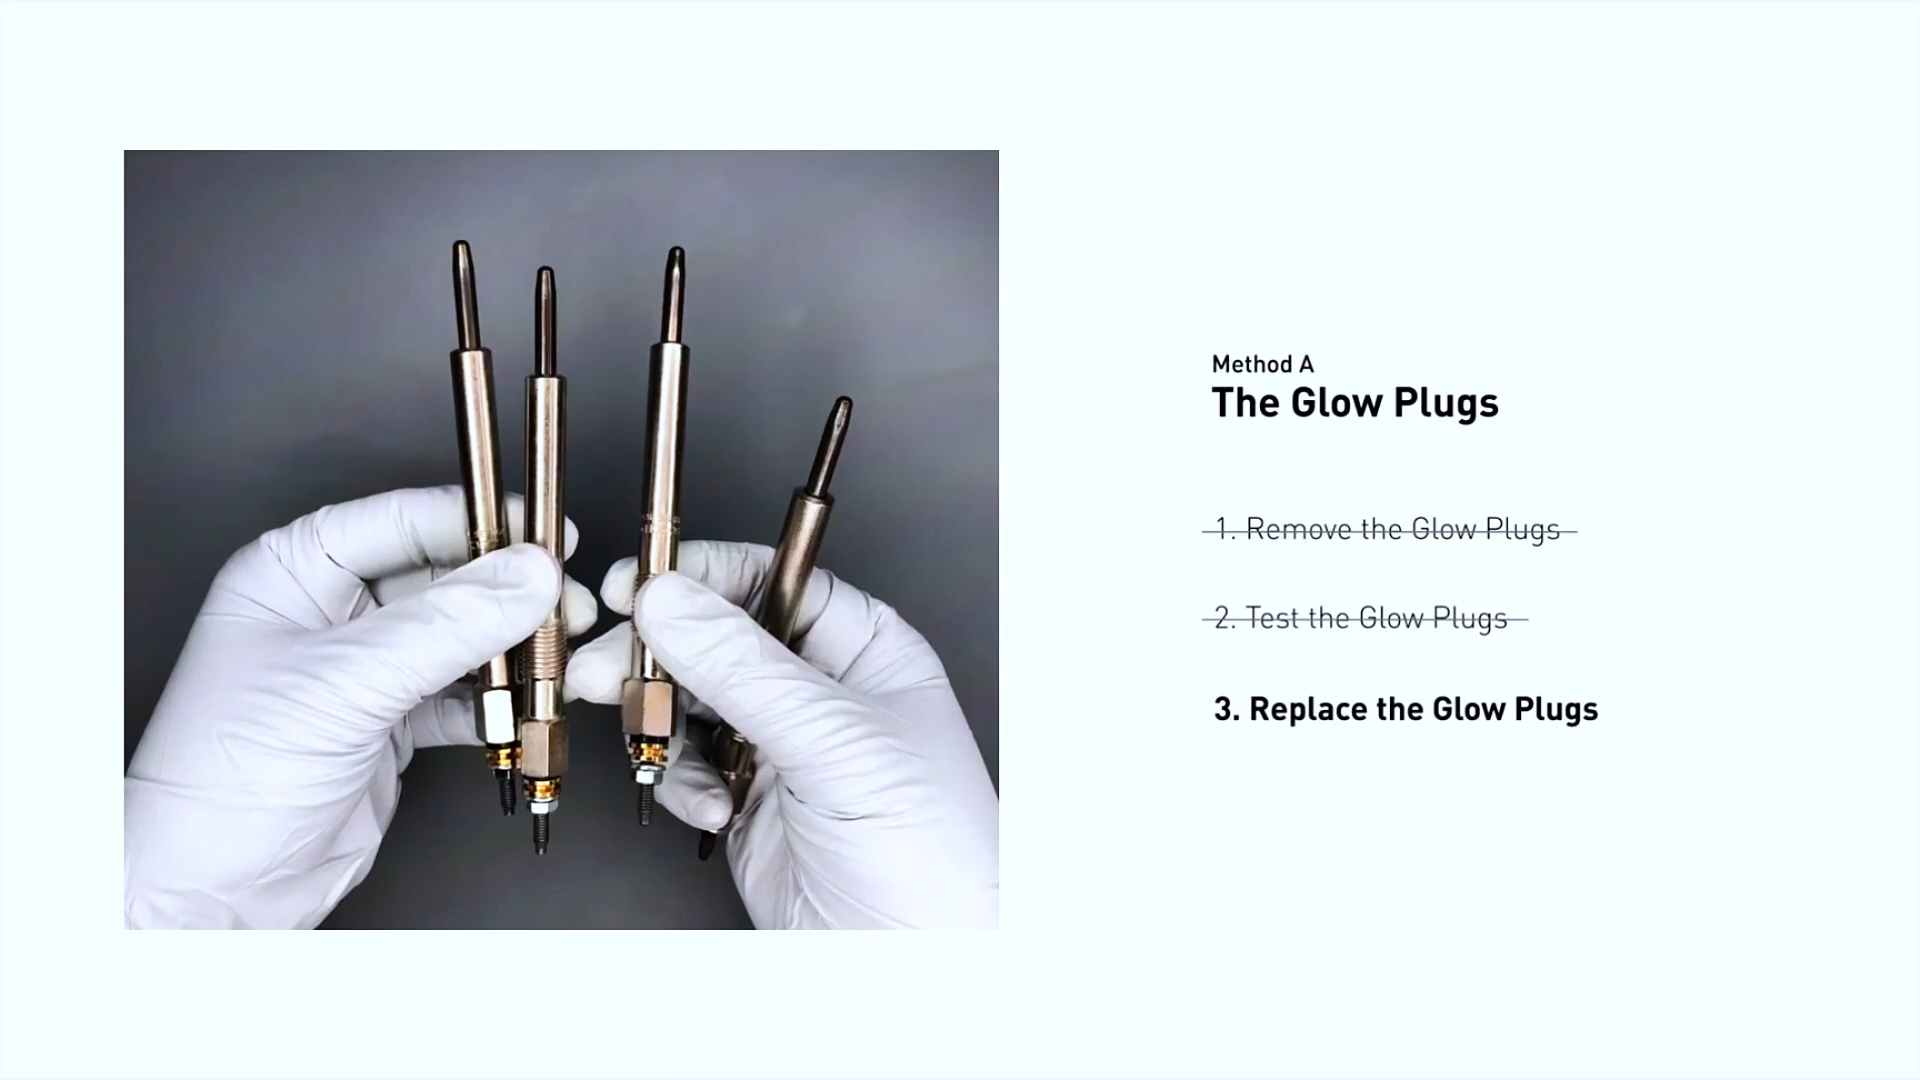 Method A
The Glow Plugs
1. Remove the Glow Plugs
2. Test the Glow Plugs
3. Replace the Glow Plugs